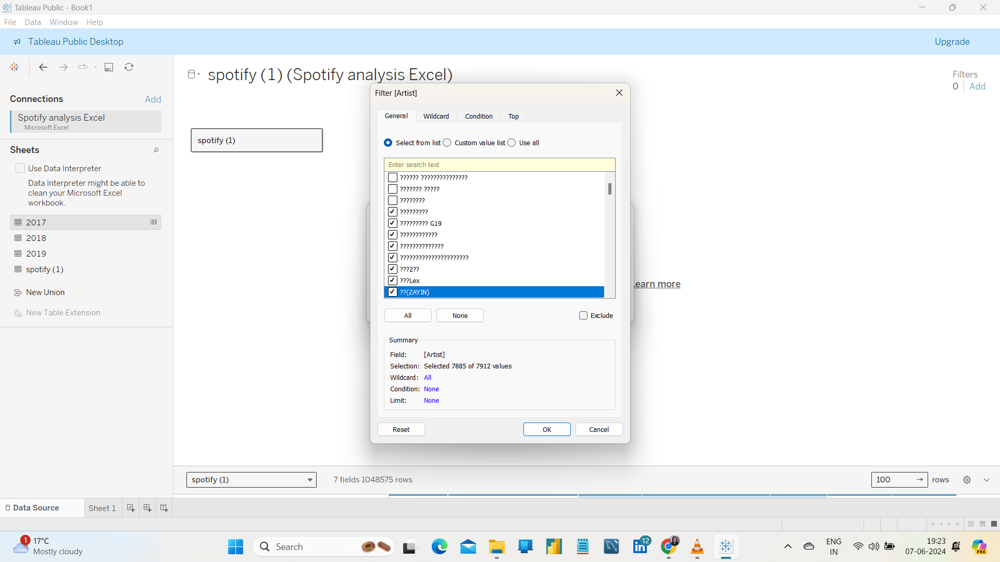 Tableau Public - Book1
File Data Window Help
Tableau Public Desktop
Upgrade
Connections
Add
Spotify analysis Excel
Microsoft Excel
Sheets
Use Data Interpreter
Data Interpreter might be able to
clean your Microsoft Excel
workbook.
2017
2018
2019
spotify (1)
New Union
New Table Extension
spotify (1) (Spotify analysis Excel)
Filters
0 Add
spotify (1)
Filter [Artist]
General Wildcard Condition Top
Select from list Custom value list Use all
Enter search text
?????? ???????????????
??????? ?????
????????
?????????
????????? G19
????????????
??????????????
??????????????????????
???2??
???Lex
??(ZAYIN)
All None Exclude
Summary
Field: [Artist]
Selection: Selected 7885 of 7912 values
Wildcard: All
Condition: None
Limit: None
Reset OK Cancel
earn more
spotify (1) 7 fields 1048575 rows 100 rows
Data Source Sheet 1
1 17°C
Mostly cloudy
Search
12
ENG
IN
19:23
07-06-2024
PRE